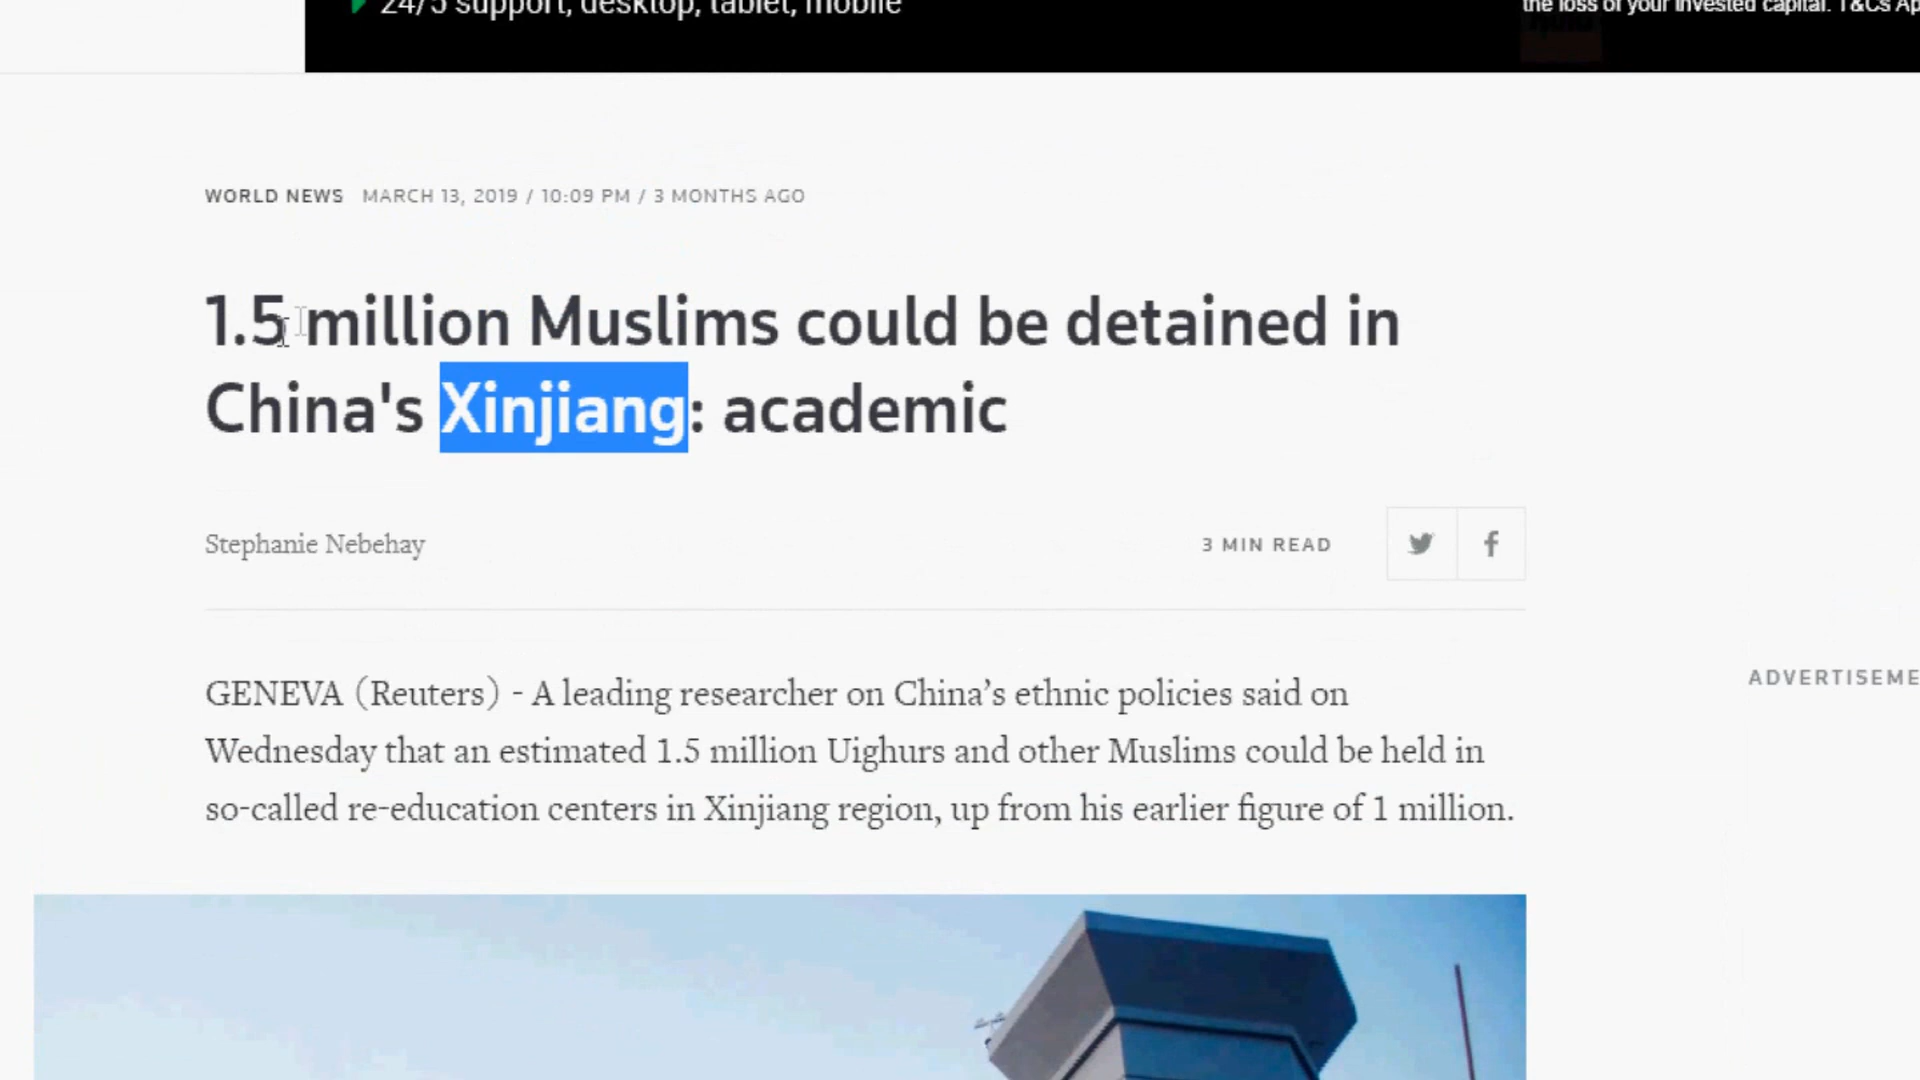 24/5 support, desktop, tablet, mobile
the loss of your invested capital. T&Cs Ap
WORLD NEWS MARCH 13, 2019 / 10:09 PM / 3 MONTHS AGO
1.5 million Muslims could be detained in
China's Xinjiang: academic
Stephanie Nebehay
3 MIN READ
GENEVA (Reuters) - A leading researcher on China’s ethnic policies said on
Wednesday that an estimated 1.5 million Uighurs and other Muslims could be held in
so-called re-education centers in Xinjiang region, up from his earlier figure of 1 million.
ADVERTISEME